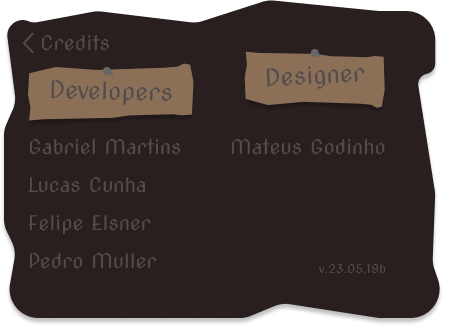 Credits
Developers
Designer
Gabriel Martins
Mateus Godinho
Lucas Cunha
Felipe Elsner
Pedro Muller
v.23.05.19b